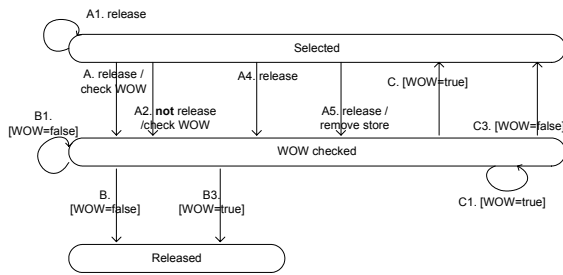 A1. release
Selected
A. release /
check WOW
A2. not release
/check WOW
A4. release
A5. release /
remove store
C. [WOW=true]
C3. [WOW=false]
B1.
[WOW=false]
WOW checked
C1. [WOW=true]
B.
[WOW=false]
B3.
[WOW=true]
Released